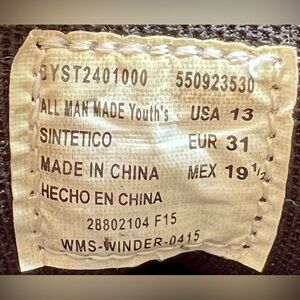 SYST2401000 550923530
ALL MAN MADE Youth's USA 13
SINTETICO EUR 31
MADE IN CHINA MEX 19 1/2
HECHO EN CHINA
28802104 F15
WMS-WINDER-0415